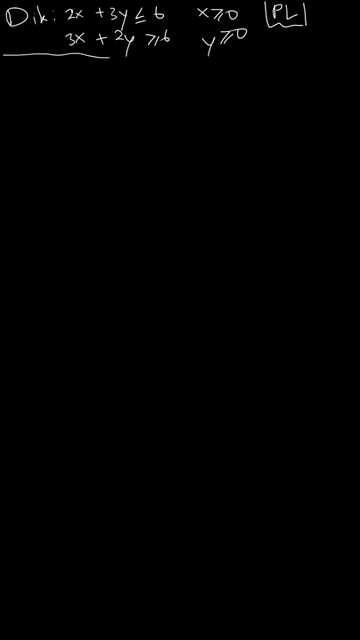 Dik: 2x + 3y ≤ 6 x ≥ 0 PL
3x + 2y ≥ 6 y ≥ 0